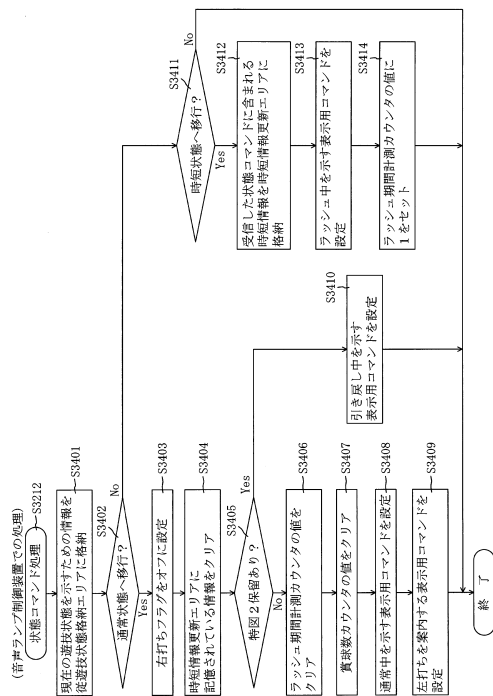 (音声ランプ制御装置での処理)
状態コマンド処理
S3212
現在の遊技状態を示すための情報を
従遊技状態格納エリアに格納
S3401
通常状態へ移行?
S3402
Yes
No
右打ちフラグをオフに設定
S3403
時短情報更新エリアに
記憶されている情報をクリア
S3404
特図2保留あり?
S3405
Yes
No
ラッシュ期間計測カウンタの値を
クリア
S3406
賞球数カウンタの値をクリア
S3407
通常中を示す表示用コマンドを設定
S3408
左打ちを案内する表示用コマンドを
設定
S3409
終 了
引き戻し中を示す
表示用コマンドを設定
S3410
時短状態へ移行?
S3411
No
Yes
受信した状態コマンドに含まれる
時短情報を時短情報更新エリアに
格納
S3412
ラッシュ中を示す表示用コマンドを
設定
S3413
ラッシュ期間計測カウンタの値に
1をセット
S3414